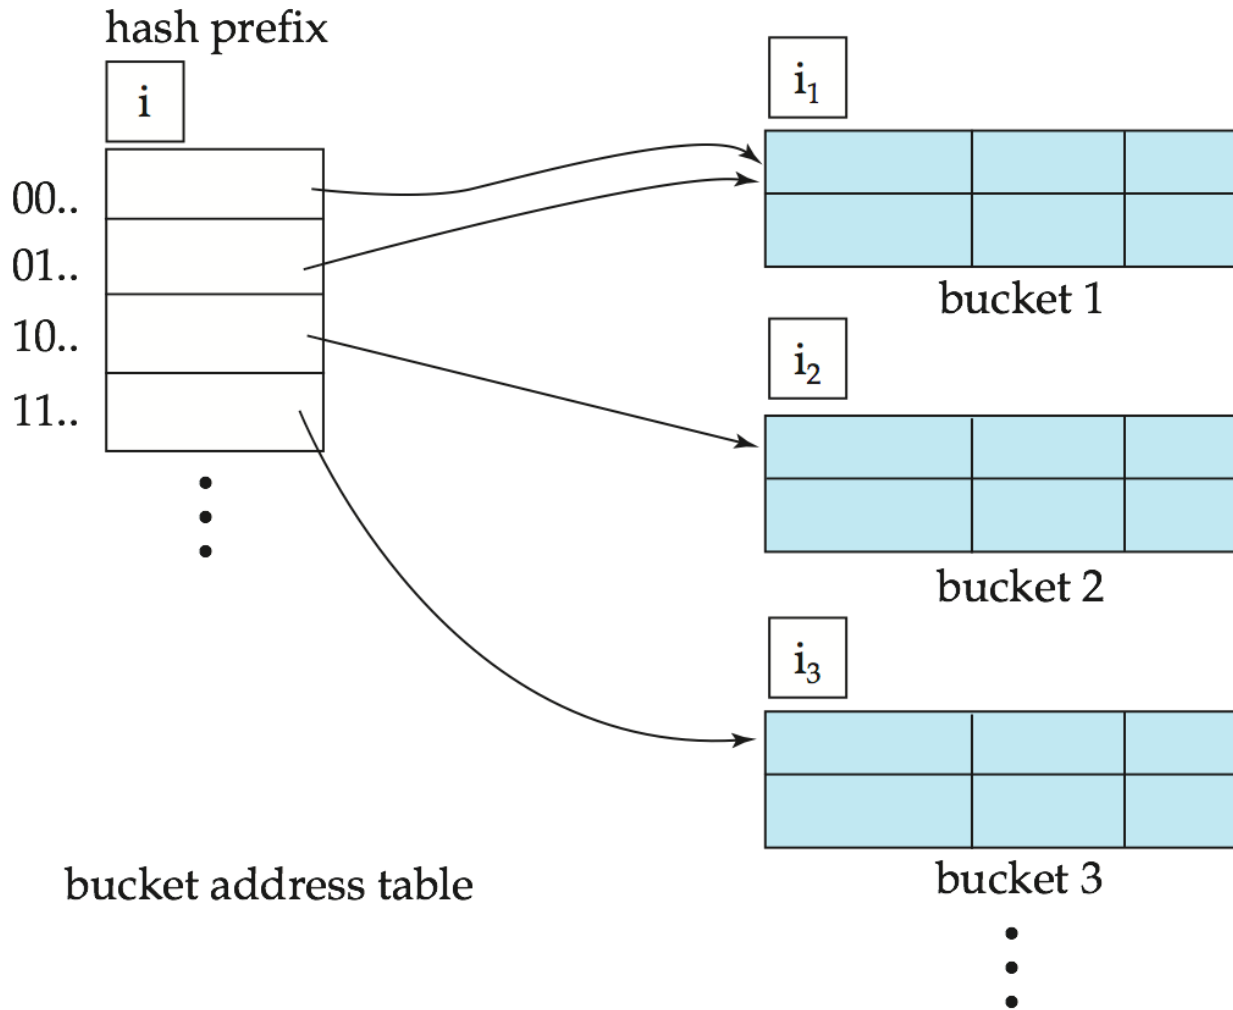 hash prefix
i
00..
01..
10..
11..
bucket address table
i₁
bucket 1
i₂
bucket 2
i₃
bucket 3